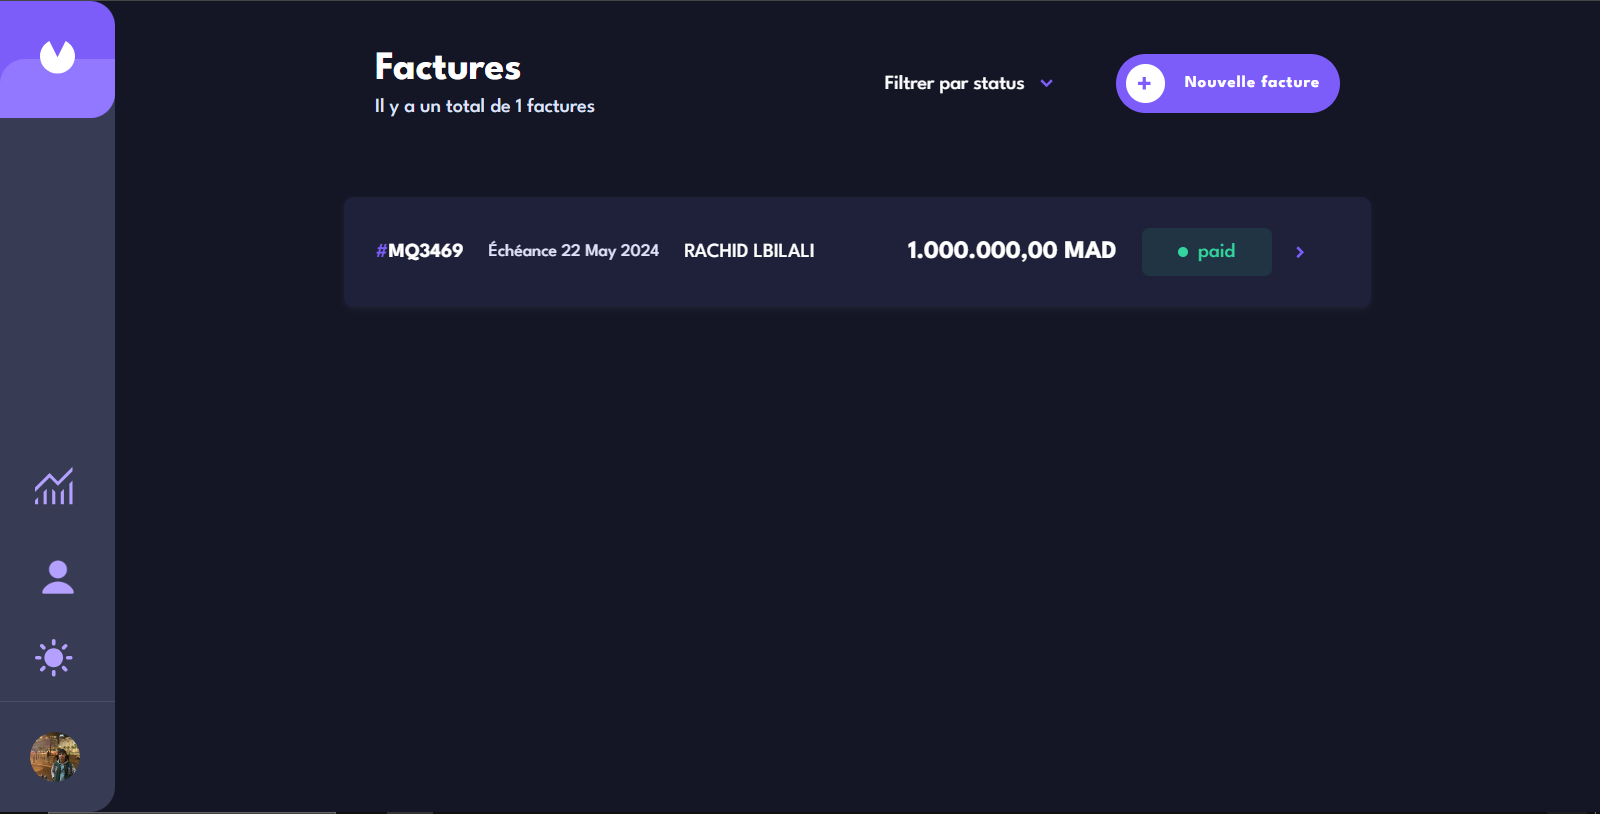 Factures
Il y a un total de 1 factures
Filtrer par status
Nouvelle facture
#MQ3469 Échéance 22 May 2024 RACHID LBILALI 1.000.000,00 MAD paid